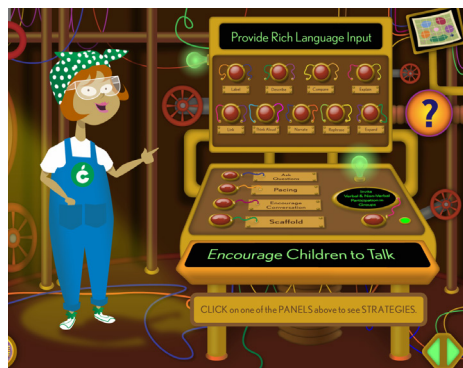 Provide Rich Language Input
Label
Describe
Compare
Explain
Link
Think Aloud
Narrate
Rephrase
Expand
?
Ask
Questions
Pacing
Encourage
Conversation
Scaffold
Invite
Verbal & Non-Verbal
Participation in
Groups
Encourage Children to Talk
CLICK on one of the PANELS above to see STRATEGIES.